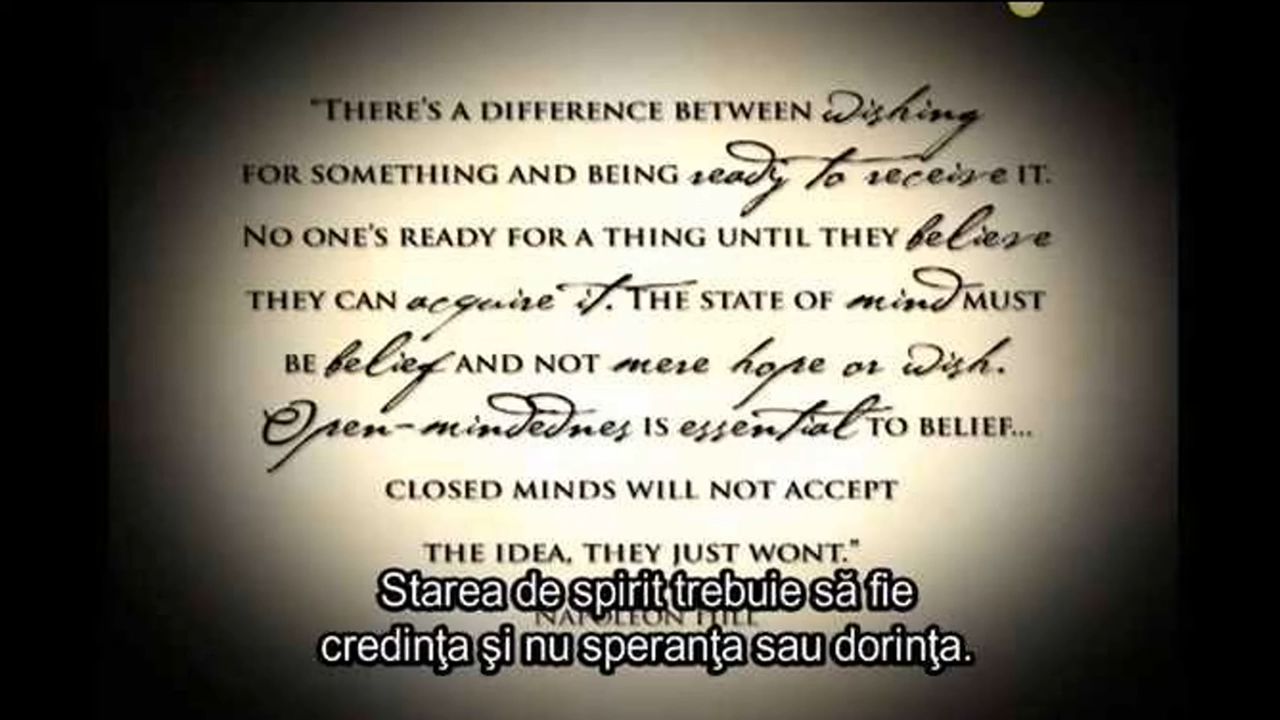 "THERE'S A DIFFERENCE BETWEEN wishing
FOR SOMETHING AND BEING ready to receive IT.
NO ONE'S READY FOR A THING UNTIL THEY believe
THEY CAN acquire it. THE STATE OF mind MUST
BE belief AND NOT mere hope or wish.
Open-mindednes IS essential TO BELIEF...
CLOSED MINDS WILL NOT ACCEPT
THE IDEA, THEY JUST WONT."
NAPOLEON HILL
Starea de spirit trebuie să fie
credinţa şi nu speranţa sau dorinţa.